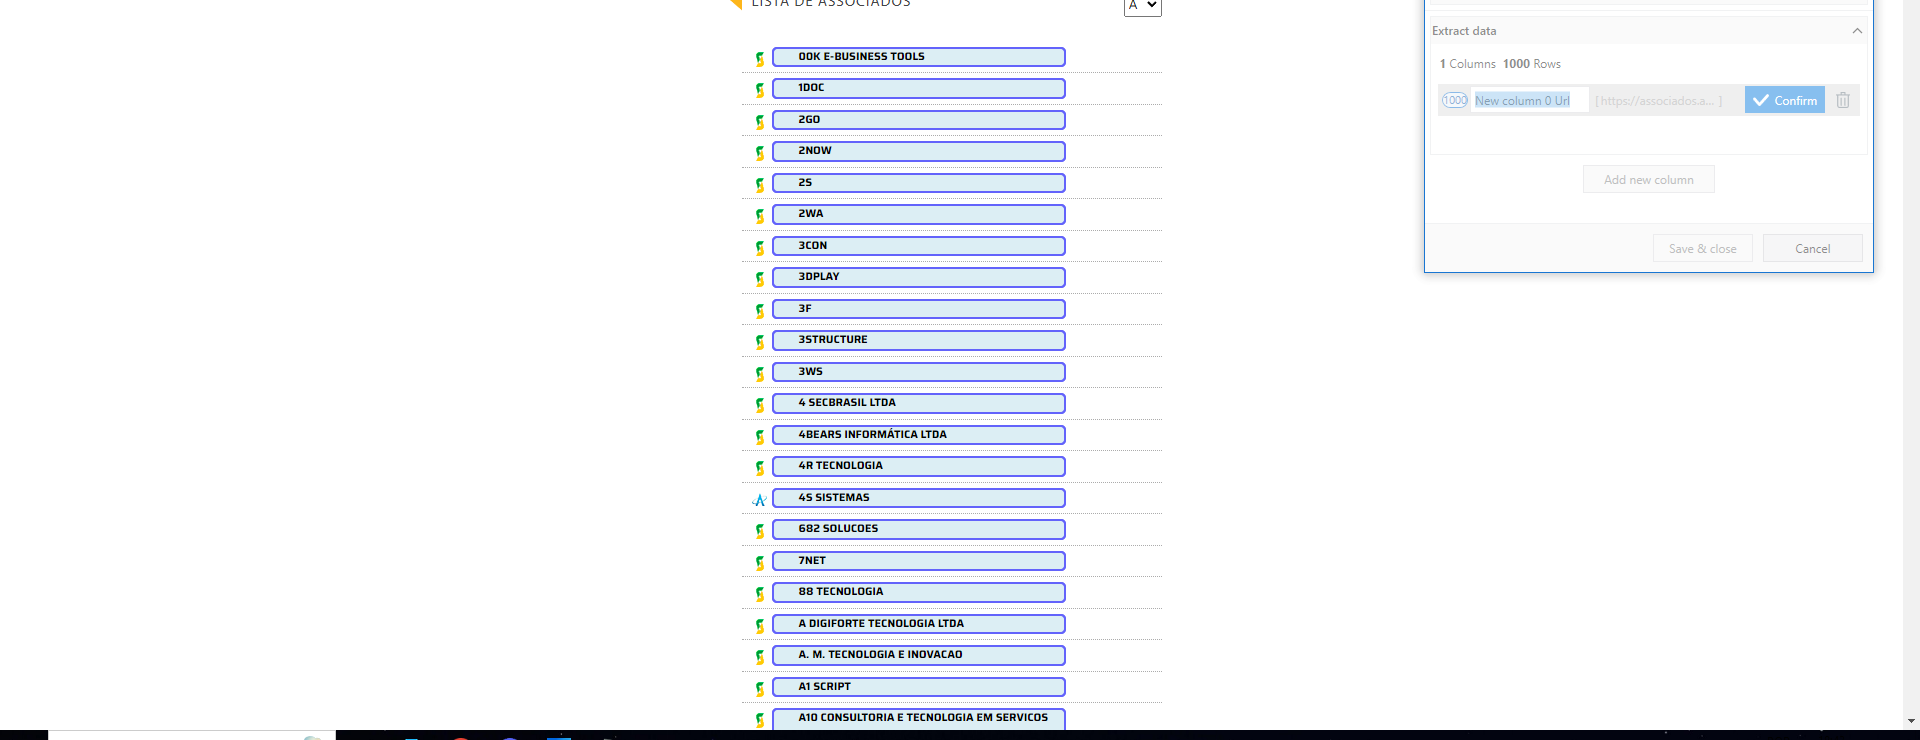 LISTA DE ASSOCIADOS
A
00K E-BUSINESS TOOLS
1DOC
2GO
2NOW
2S
2WA
3CON
3DPLAY
3F
3STRUCTURE
3WS
4 SECBRASIL LTDA
4BEARS INFORMÁTICA LTDA
4R TECNOLOGIA
4S SISTEMAS
682 SOLUCOES
7NET
88 TECNOLOGIA
A DIGIFORTE TECNOLOGIA LTDA
A. M. TECNOLOGIA E INOVACAO
A1 SCRIPT
A10 CONSULTORIA E TECNOLOGIA EM SERVICOS
Extract data
1 Columns 1000 Rows
1000 New column 0 Url [ https://associados.a... ] Confirm
Add new column
Save & close Cancel